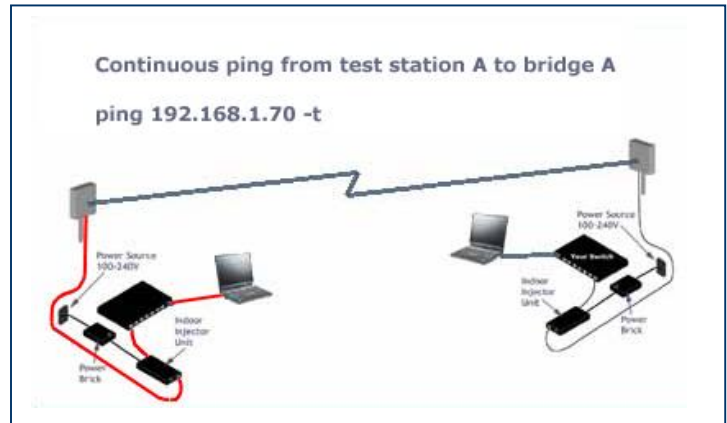 Continuous ping from test station A to bridge A
ping 192.168.1.70 -t
Power Source
100-240V
Indoor
Injector
Unit
Power
Brick
Power Source
100-240V
Your Switch
Indoor
Injector
Unit
Power
Brick